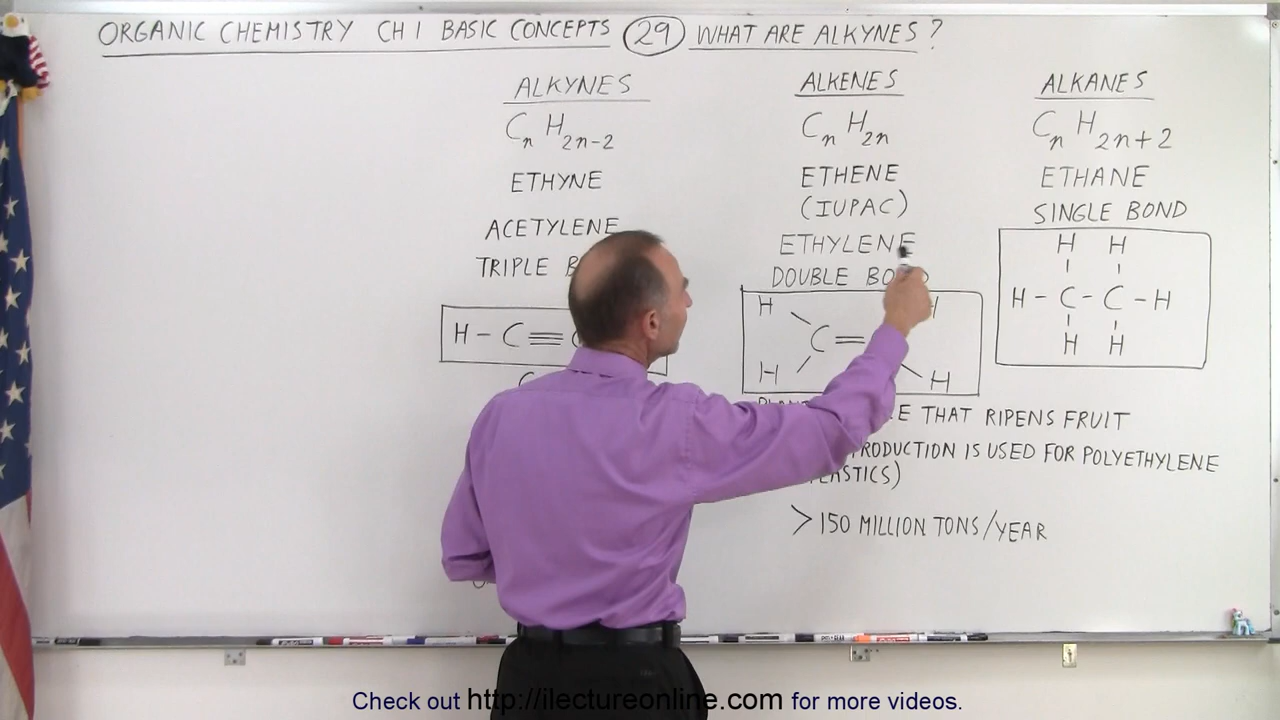 ORGANIC CHEMISTRY CH 1 BASIC CONCEPTS 29 WHAT ARE ALKYNES?
ALKYNES
CnH2n-2
ETHYNE
ACETYLENE
TRIPLE
H-C≡
ALKENES
CnH2n
ETHENE
(IUPAC)
ETHYLENE
DOUBLE
H H
C=
H H
ALKANES
CnH2n+2
ETHANE
SINGLE BOND
H H
H-C-C-H
H H
THAT RIPENS FRUIT
IS USED FOR POLYETHYLENE
>150 MILLION TONS/YEAR
Check out http://ilectureonline.com for more videos.